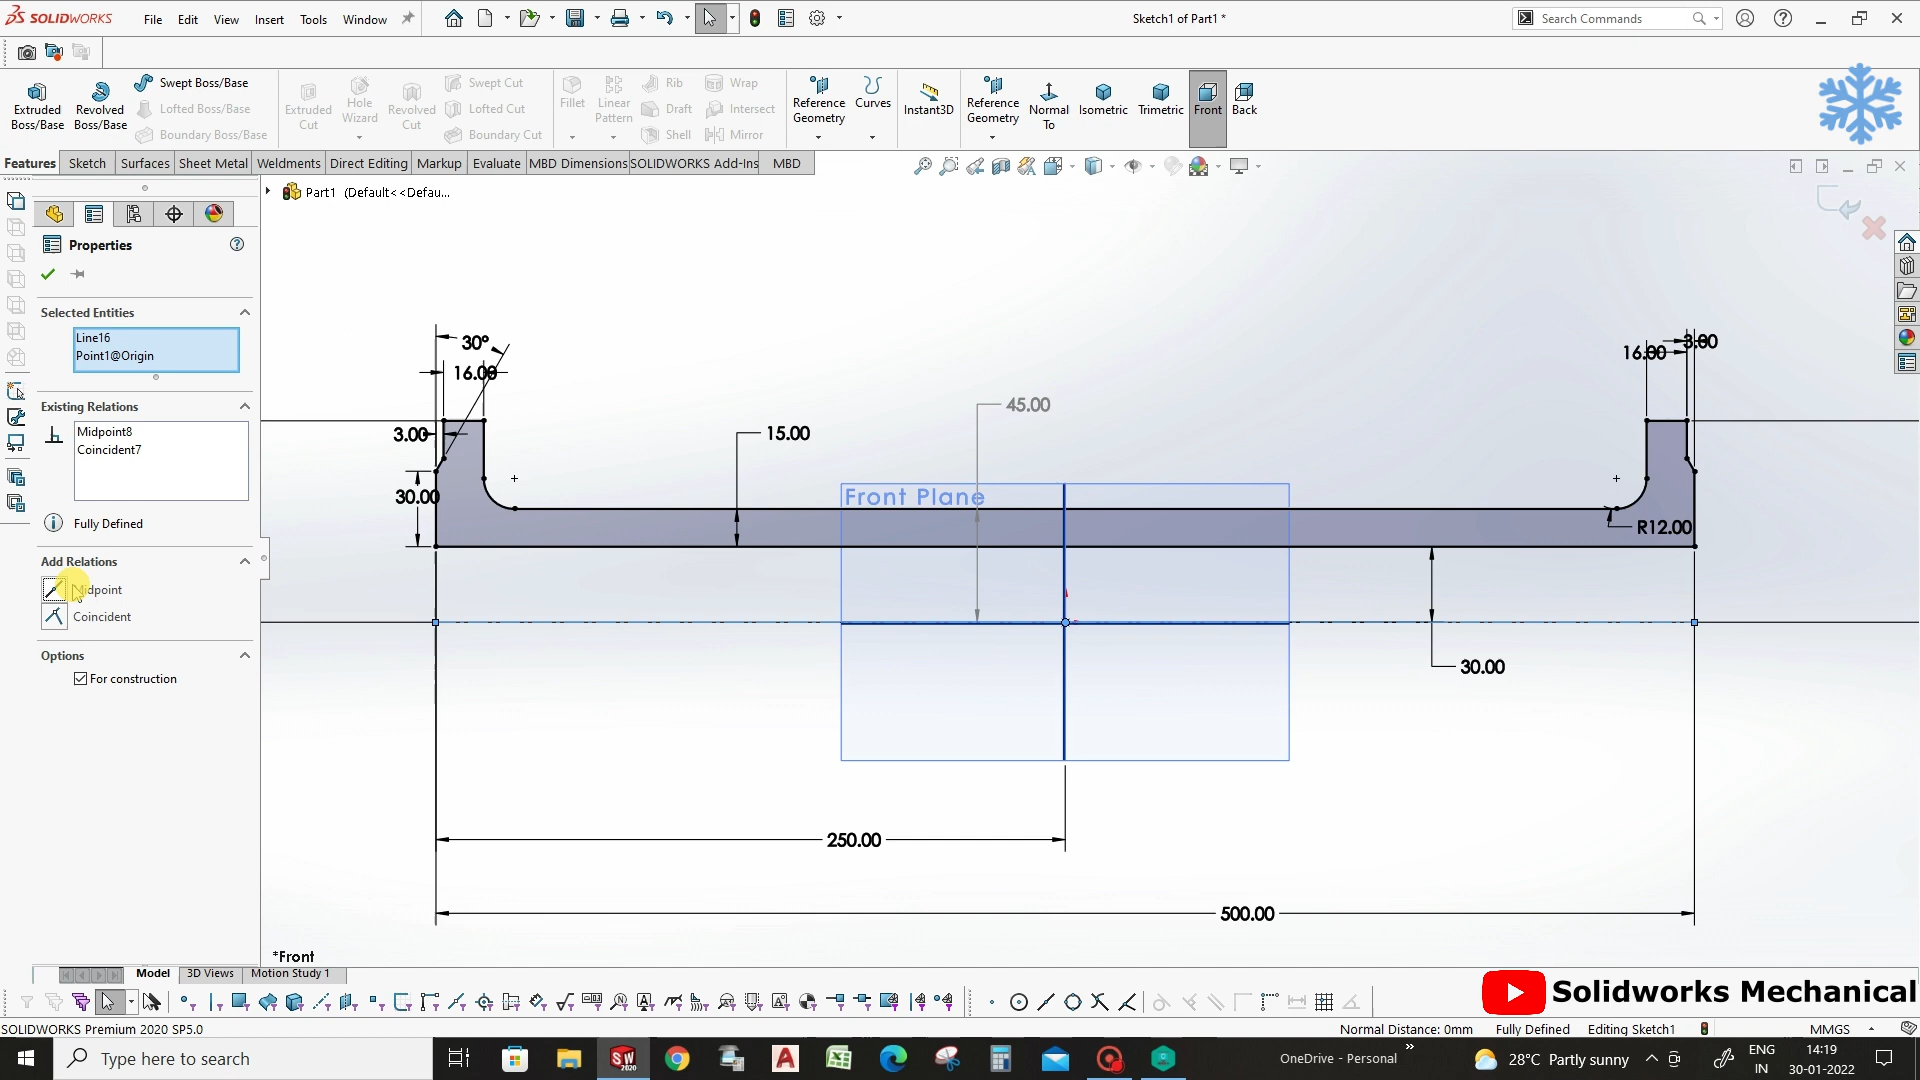 SOLIDWORKS File Edit View Insert Tools Window
Sketch1 of Part1 *
Search Commands
Extruded Boss/Base
Revolved Boss/Base
Swept Boss/Base
Lofted Boss/Base
Boundary Boss/Base
Extruded Cut
Hole Wizard
Revolved Cut
Swept Cut
Lofted Cut
Boundary Cut
Fillet
Linear Pattern
Rib
Draft
Shell
Wrap
Intersect
Mirror
Reference Geometry
Curves
Instant3D
Reference Geometry
Normal To
Isometric
Trimetric
Front
Back
Features Sketch Surfaces Sheet Metal Weldments Direct Editing Markup Evaluate MBD Dimensions SOLIDWORKS Add-Ins MBD
Part1 (Default<<Defau...
Properties
Selected Entities
Line16
Point1@Origin
Existing Relations
Midpoint8
Coincident7
Fully Defined
Add Relations
Coincident
Options
For construction
30°
16.00
3.00
30.00
15.00
45.00
Front Plane
16.00
3.00
R12.00
30.00
250.00
500.00
*Front
Model 3D Views Motion Study 1
Solidworks Mechanical
SOLIDWORKS Premium 2020 SP5.0
Normal Distance: 0mm Fully Defined Editing Sketch1 MMGS
Type here to search
SW
2020
OneDrive - Personal
28°C Partly sunny
ENG
IN
14:19
30-01-2022